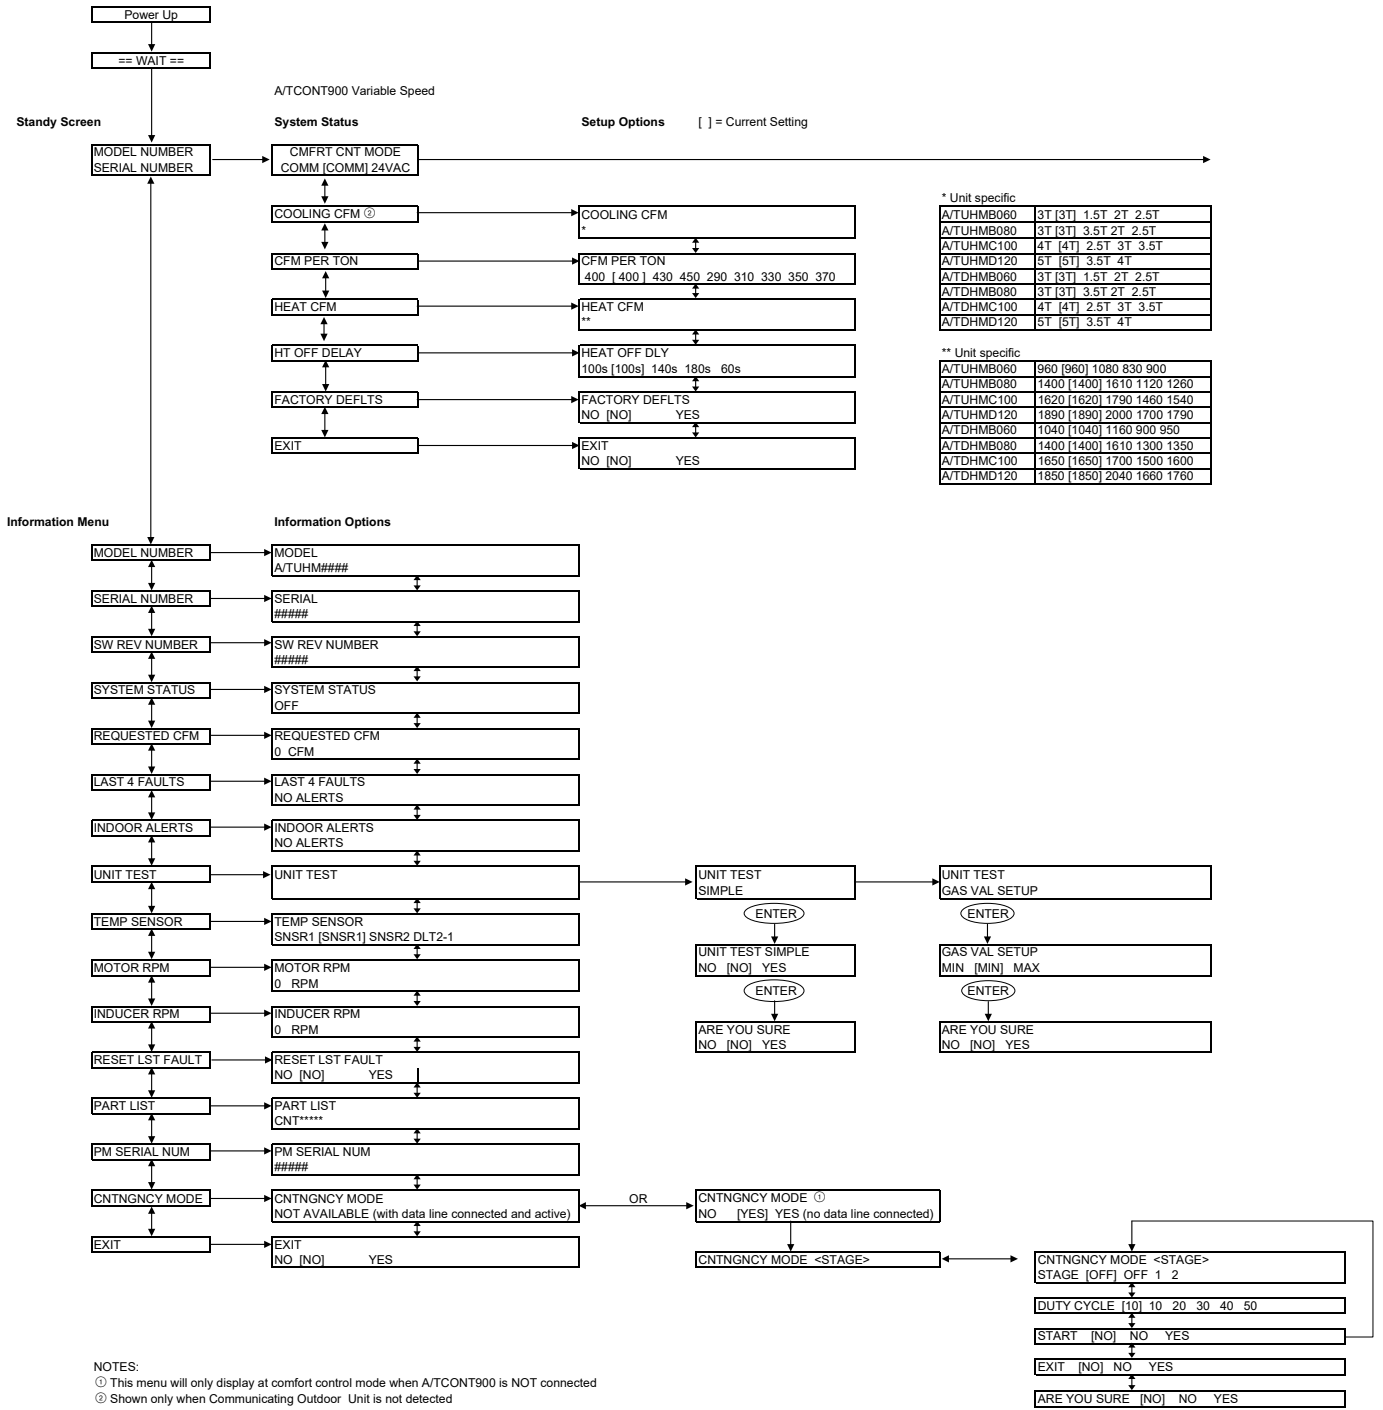 Power Up
== WAIT ==
A/TCONT900 Variable Speed
Standy Screen
System Status
Setup Options
[ ] = Current Setting
MODEL NUMBER
SERIAL NUMBER
CMFRT CNT MODE
COMM [COMM] 24VAC
COOLING CFM ②
COOLING CFM
*
CFM PER TON
CFM PER TON
400 [ 400 ] 430 450 290 310 330 350 370
HEAT CFM
HEAT CFM
**
HT OFF DELAY
HEAT OFF DLY
100s [100s] 140s 180s 60s
FACTORY DEFLTS
FACTORY DEFLTS
NO [NO] YES
EXIT
EXIT
NO [NO] YES
* Unit specific
A/TUHMB060 3T [3T] 1.5T 2T 2.5T
A/TUHMB080 3T [3T] 3.5T 2T 2.5T
A/TUHMC100 4T [4T] 2.5T 3T 3.5T
A/TUHMD120 5T [5T] 3.5T 4T
A/TDHMB060 3T [3T] 1.5T 2T 2.5T
A/TDHMB080 3T [3T] 3.5T 2T 2.5T
A/TDHMC100 4T [4T] 2.5T 3T 3.5T
A/TDHMD120 5T [5T] 3.5T 4T
** Unit specific
A/TUHMB060 960 [960] 1080 830 900
A/TUHMB080 1400 [1400] 1610 1120 1260
A/TUHMC100 1620 [1620] 1790 1460 1540
A/TUHMD120 1890 [1890] 2000 1700 1790
A/TDHMB060 1040 [1040] 1160 900 950
A/TDHMB080 1400 [1400] 1610 1300 1350
A/TDHMC100 1650 [1650] 1700 1500 1600
A/TDHMD120 1850 [1850] 2040 1660 1760
Information Menu
Information Options
MODEL NUMBER
MODEL
A/TUHM####
SERIAL NUMBER
SERIAL
#####
SW REV NUMBER
SW REV NUMBER
#####
SYSTEM STATUS
SYSTEM STATUS
OFF
REQUESTED CFM
REQUESTED CFM
0 CFM
LAST 4 FAULTS
LAST 4 FAULTS
NO ALERTS
INDOOR ALERTS
INDOOR ALERTS
NO ALERTS
UNIT TEST
UNIT TEST
UNIT TEST
SIMPLE
UNIT TEST
GAS VAL SETUP
ENTER
ENTER
TEMP SENSOR
TEMP SENSOR
SNSR1 [SNSR1] SNSR2 DLT2-1
UNIT TEST SIMPLE
NO [NO] YES
GAS VAL SETUP
MIN [MIN] MAX
MOTOR RPM
MOTOR RPM
0 RPM
ENTER
ENTER
INDUCER RPM
INDUCER RPM
0 RPM
ARE YOU SURE
NO [NO] YES
ARE YOU SURE
NO [NO] YES
RESET LST FAULT
RESET LST FAULT
NO [NO] YES
PART LIST
PART LIST
CNT*****
PM SERIAL NUM
PM SERIAL NUM
#####
CNTNGNCY MODE
CNTNGNCY MODE
NOT AVAILABLE (with data line connected and active)
OR
CNTNGNCY MODE ①
NO [YES] YES (no data line connected)
EXIT
EXIT
NO [NO] YES
CNTNGNCY MODE <STAGE>
CNTNGNCY MODE <STAGE>
STAGE [OFF] OFF 1 2
DUTY CYCLE [10] 10 20 30 40 50
START [NO] NO YES
EXIT [NO] NO YES
ARE YOU SURE [NO] NO YES
NOTES:
① This menu will only display at comfort control mode when A/TCONT900 is NOT connected
② Shown only when Communicating Outdoor Unit is not detected